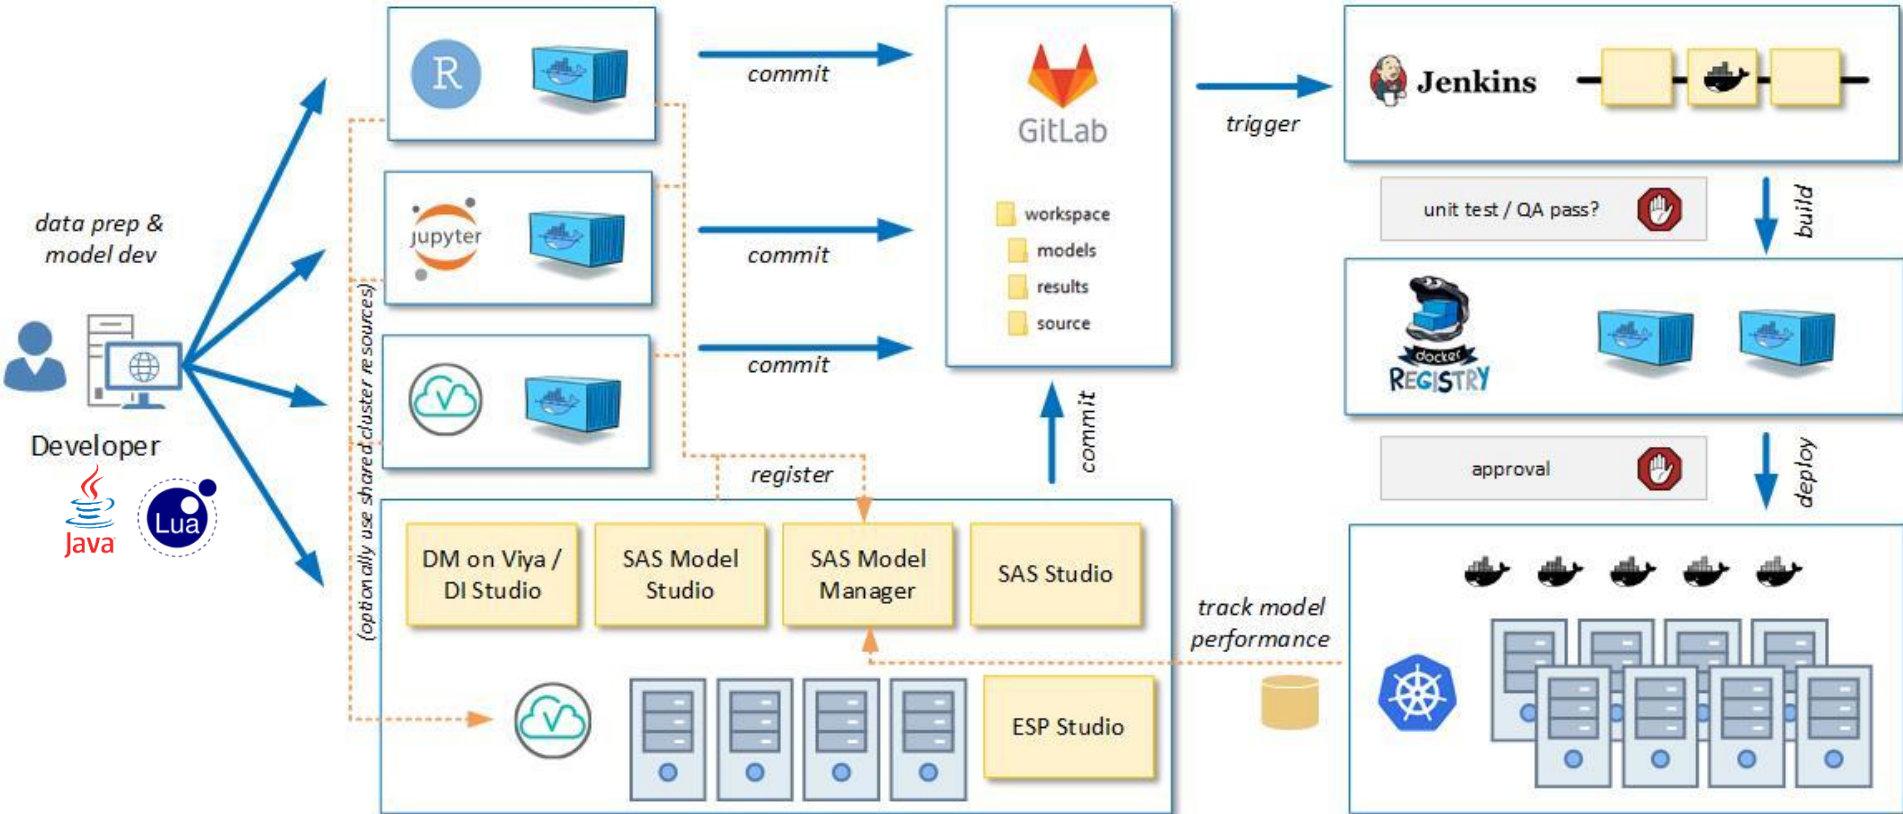 data prep &
model dev
Developer
Java
Lua
R
jupyter
V
(optionally use shared cluster resources)
commit
commit
commit
GitLab
workspace
models
results
source
commit
register
DM on Viya /
DI Studio
SAS Model
Studio
SAS Model
Manager
SAS Studio
V
ESP Studio
trigger
Jenkins
unit test / QA pass?
build
docker
REGISTRY
approval
deploy
track model
performance